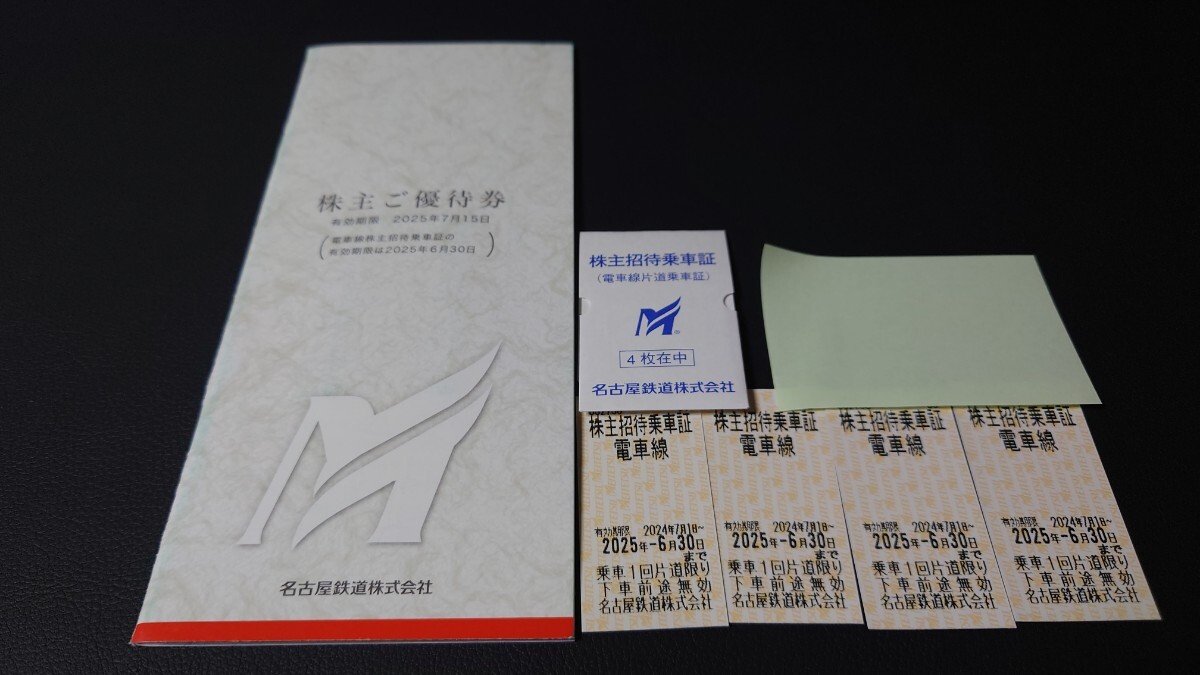 株主ご優待券
有効期限 2025年7月15日
(電車線株主招待乗車証の
有効期限は2025年6月30日)
名古屋鉄道株式会社
株主招待乗車証
(電車線片道乗車証)
4枚在中
名古屋鉄道株式会社
株主招待乗車証
電車線
有効期限 2024年7月1日~
2025年-6月30日
まで
乗車1回片道限り
下車前途無効
名古屋鉄道株式会社
株主招待乗車証
電車線
有効期限 2024年7月1日~
2025年-6月30日
まで
乗車1回片道限り
下車前途無効
名古屋鉄道株式会社
株主招待乗車証
電車線
有効期限 2024年7月1日~
2025年-6月30日
まで
乗車1回片道限り
下車前途無効
名古屋鉄道株式会社
株主招待乗車証
電車線
有効期限 2024年7月1日~
2025年-6月30日
まで
乗車1回片道限り
下車前途無効
名古屋鉄道株式会社